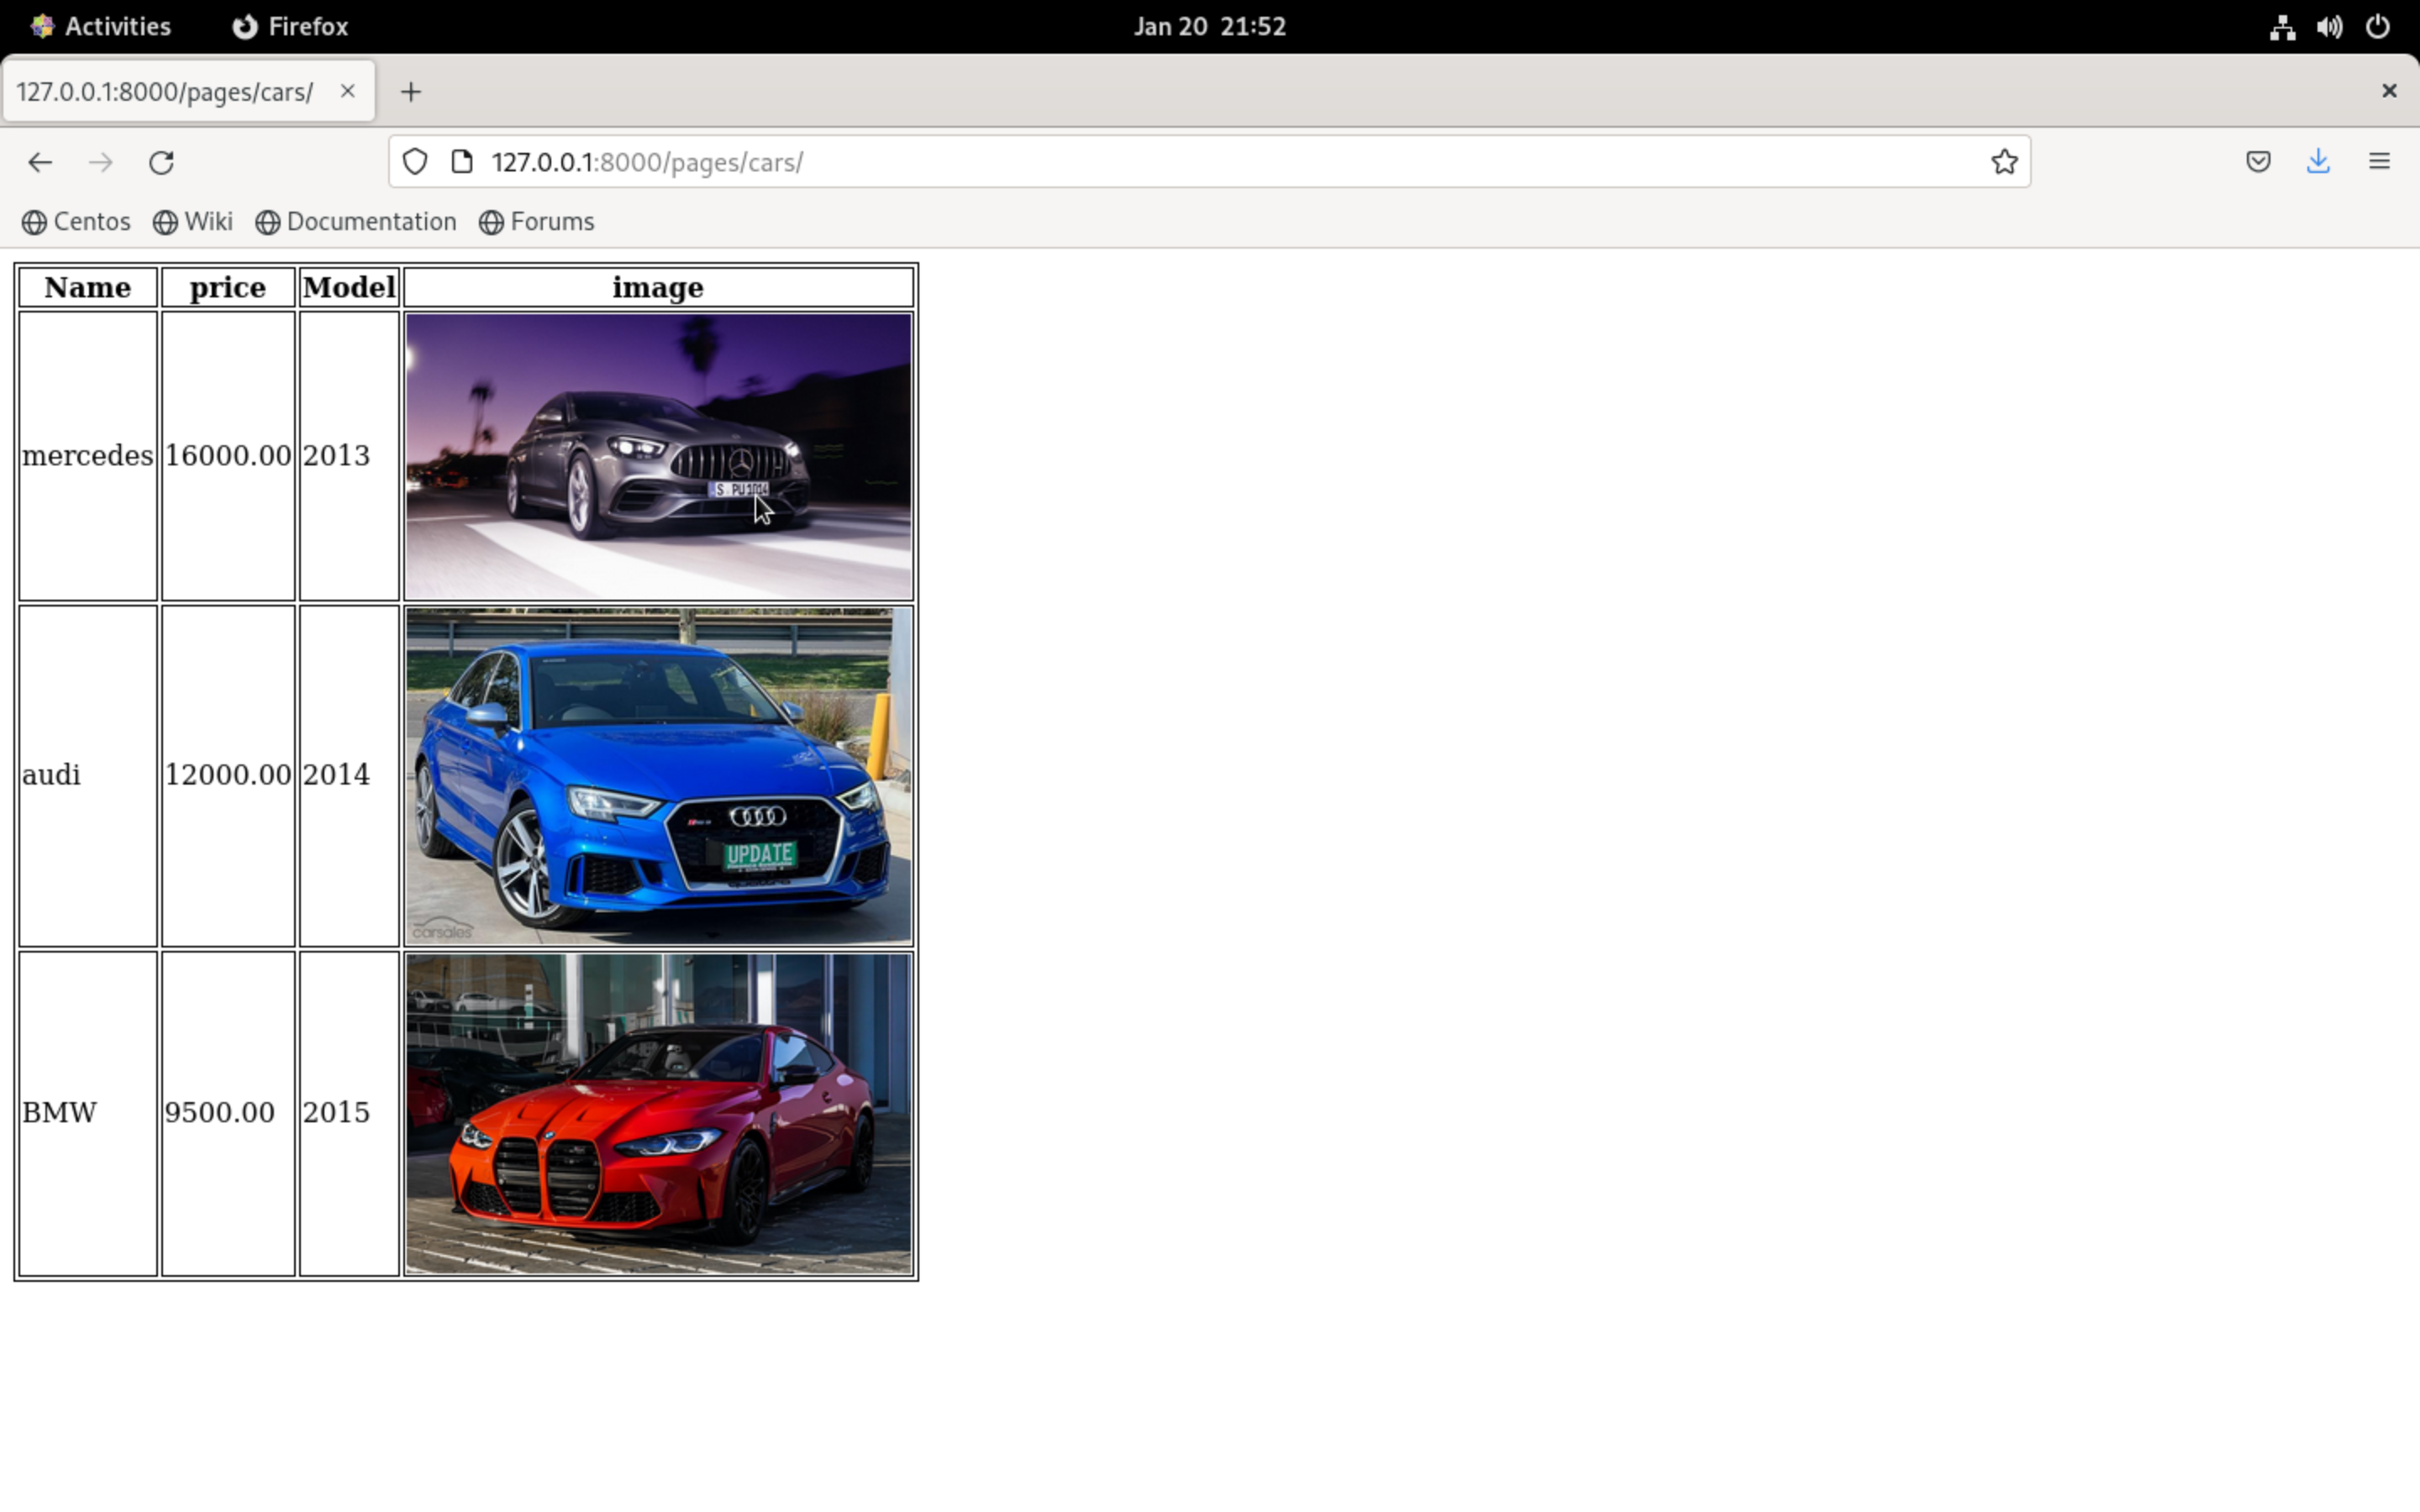 Activities Firefox Jan 20 21:52
127.0.0.1:8000/pages/cars/
127.0.0.1:8000/pages/cars/
Centos Wiki Documentation Forums
Name price Model image
mercedes 16000.00 2013
S PU 1014
audi 12000.00 2014
UPDATE
carsales
BMW 9500.00 2015